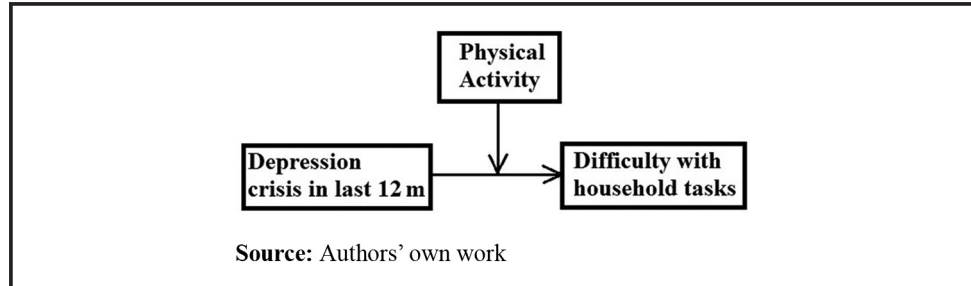 Physical
Activity
Depression
crisis in last 12 m
Difficulty with
household tasks
Source: Authors’ own work